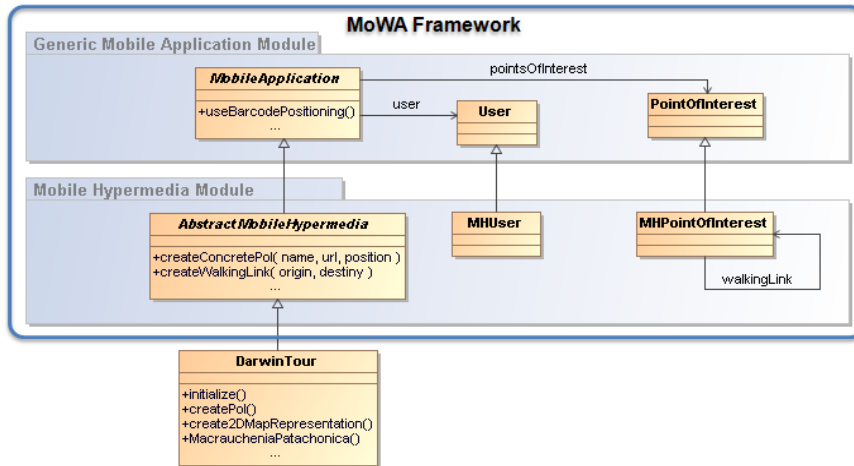 MoWA Framework
Generic Mobile Application Module
MobileApplication
+useBarcodePositioning()
...
pointsOfInterest
user
User
PointOfInterest
Mobile Hypermedia Module
AbstractMobileHypermedia
+createConcretePoI( name, url, position )
+createWalkingLink( origin, destiny )
...
MHUser
MHPointOfInterest
walkingLink
DarwinTour
+initialize()
+createPoI()
+create2DMapRepresentation()
+MacraucheniaPatachonica()
...